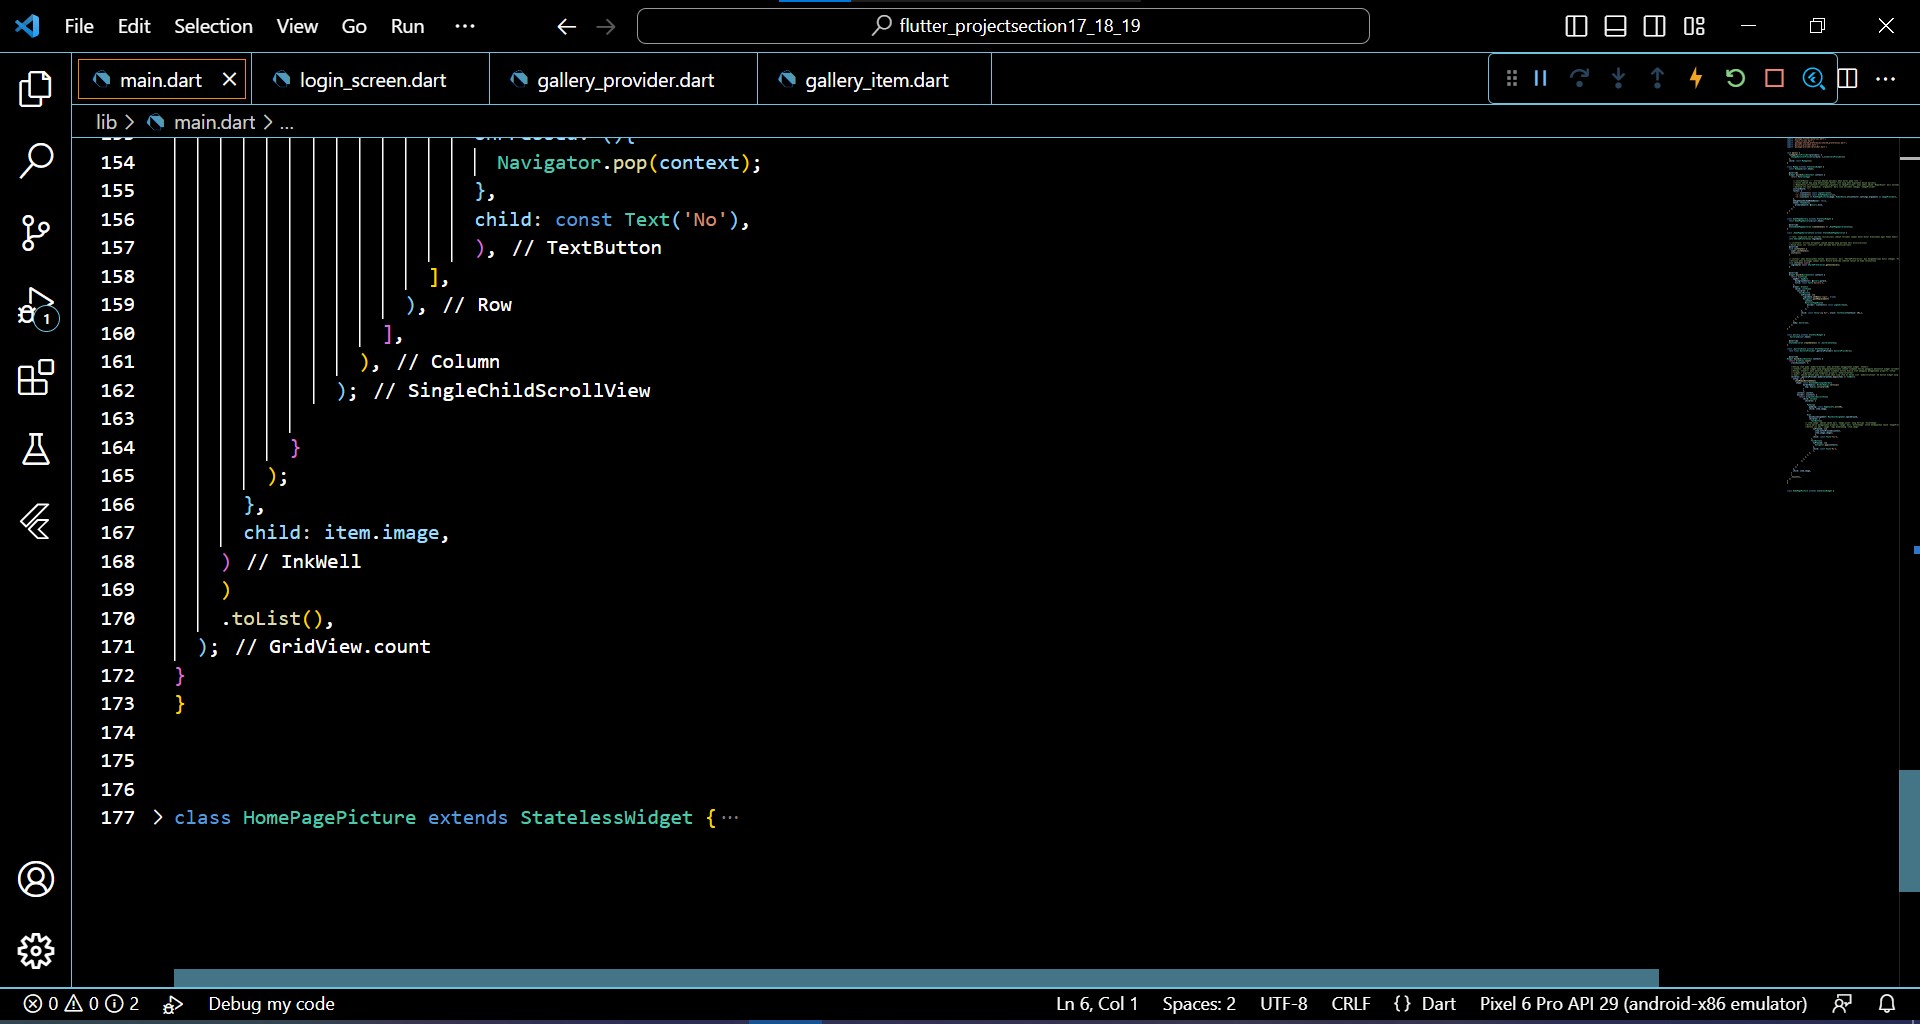 File Edit Selection View Go Run ··· flutter_projectsection17_18_19
main.dart login_screen.dart gallery_provider.dart gallery_item.dart
lib > main.dart > ...
154 Navigator.pop(context);
155 },
156 child: const Text('No'),
157 ), // TextButton
158 ],
159 ), // Row
160 ],
161 ), // Column
162 ); // SingleChildScrollView
163
164 }
165 );
166 },
167 child: item.image,
168 ) // InkWell
169 )
170 .toList(),
171 ); // GridView.count
172 }
173 }
174
175
176
177 > class HomePagePicture extends StatelessWidget {···
1
0 0 2 Debug my code Ln 6, Col 1 Spaces: 2 UTF-8 CRLF {} Dart Pixel 6 Pro API 29 (android-x86 emulator)